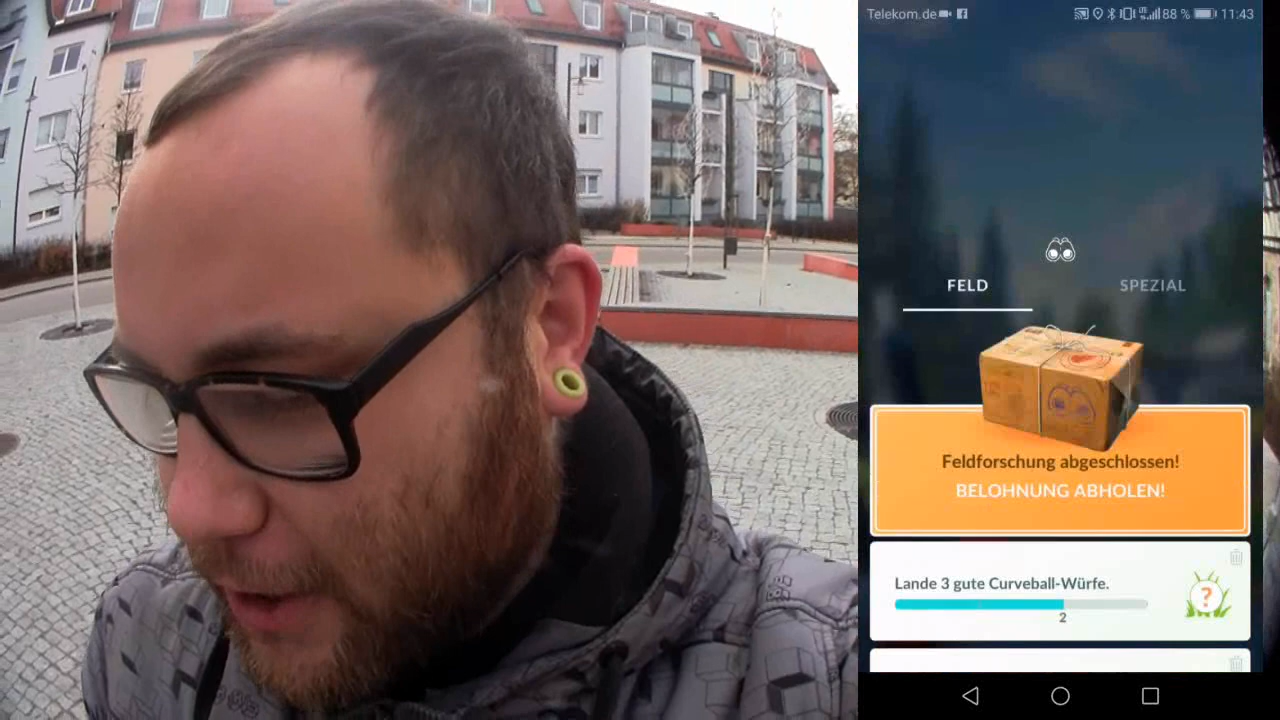 Telekom.de
88 %
11:43
FELD
SPEZIAL
Feldforschung abgeschlossen!
BELOHNUNG ABHOLEN!
Lande 3 gute Curveball-Würfe.
2
?